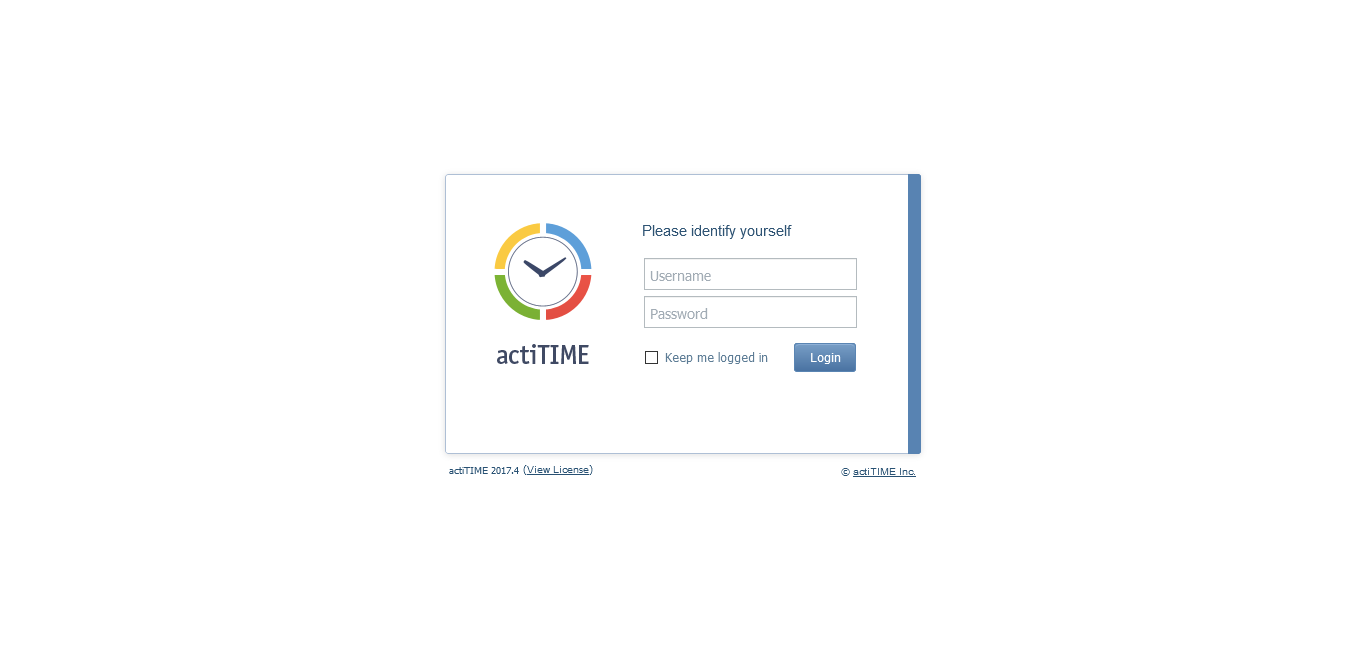 Please identify yourself
Username
Password
actiTIME
Keep me logged in
Login
actiTIME 2017.4 (View License)
© actiTIME Inc.